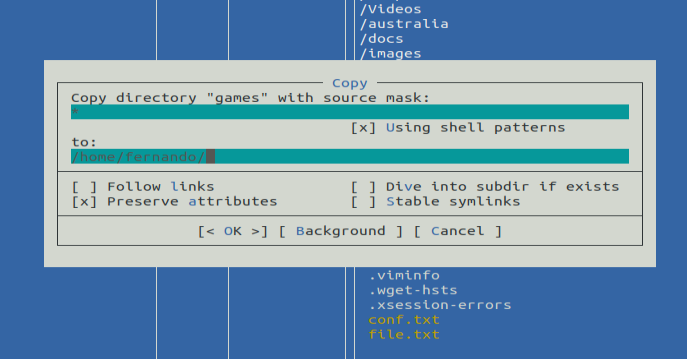 /Videos
/australia
/docs
/images
Copy
Copy directory "games" with source mask:
*
[x] Using shell patterns
to:
/home/fernando/
[ ] Follow links [ ] Dive into subdir if exists
[x] Preserve attributes [ ] Stable symlinks
[< OK >] [ Background ] [ Cancel ]
.viminfo
.wget-hsts
.xsession-errors
conf.txt
file.txt